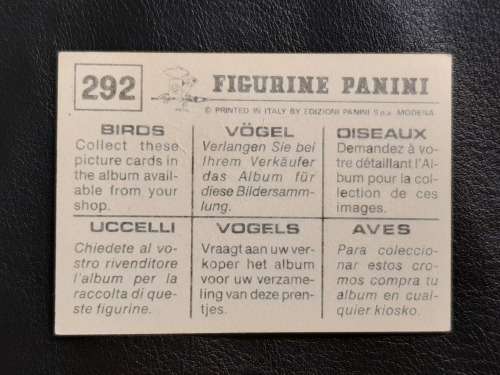 292
FIGURINE PANINI
© PRINTED IN ITALY BY EDIZIONI PANINI S.p.a. MODENA
BIRDS
Collect these
picture cards in
the album avail-
able from your
shop.
VÖGEL
Verlangen Sie bei
Ihrem Verkäufer
das Album für
diese Bildersamm-
lung.
OISEAUX
Demandez à vo-
tre détaillant l'Al-
bum pour la col-
lection de ces
images.
UCCELLI
Chiedete al vo-
stro rivenditore
l'album per la
raccolta di que-
ste figurine.
VOGELS
Vraagt aan uw ver-
koper het album
voor uw verzame-
ling van deze pren-
tjes.
AVES
Para coleccio-
nar estos cro-
mos compra tu
album en cual-
quier kiosko.